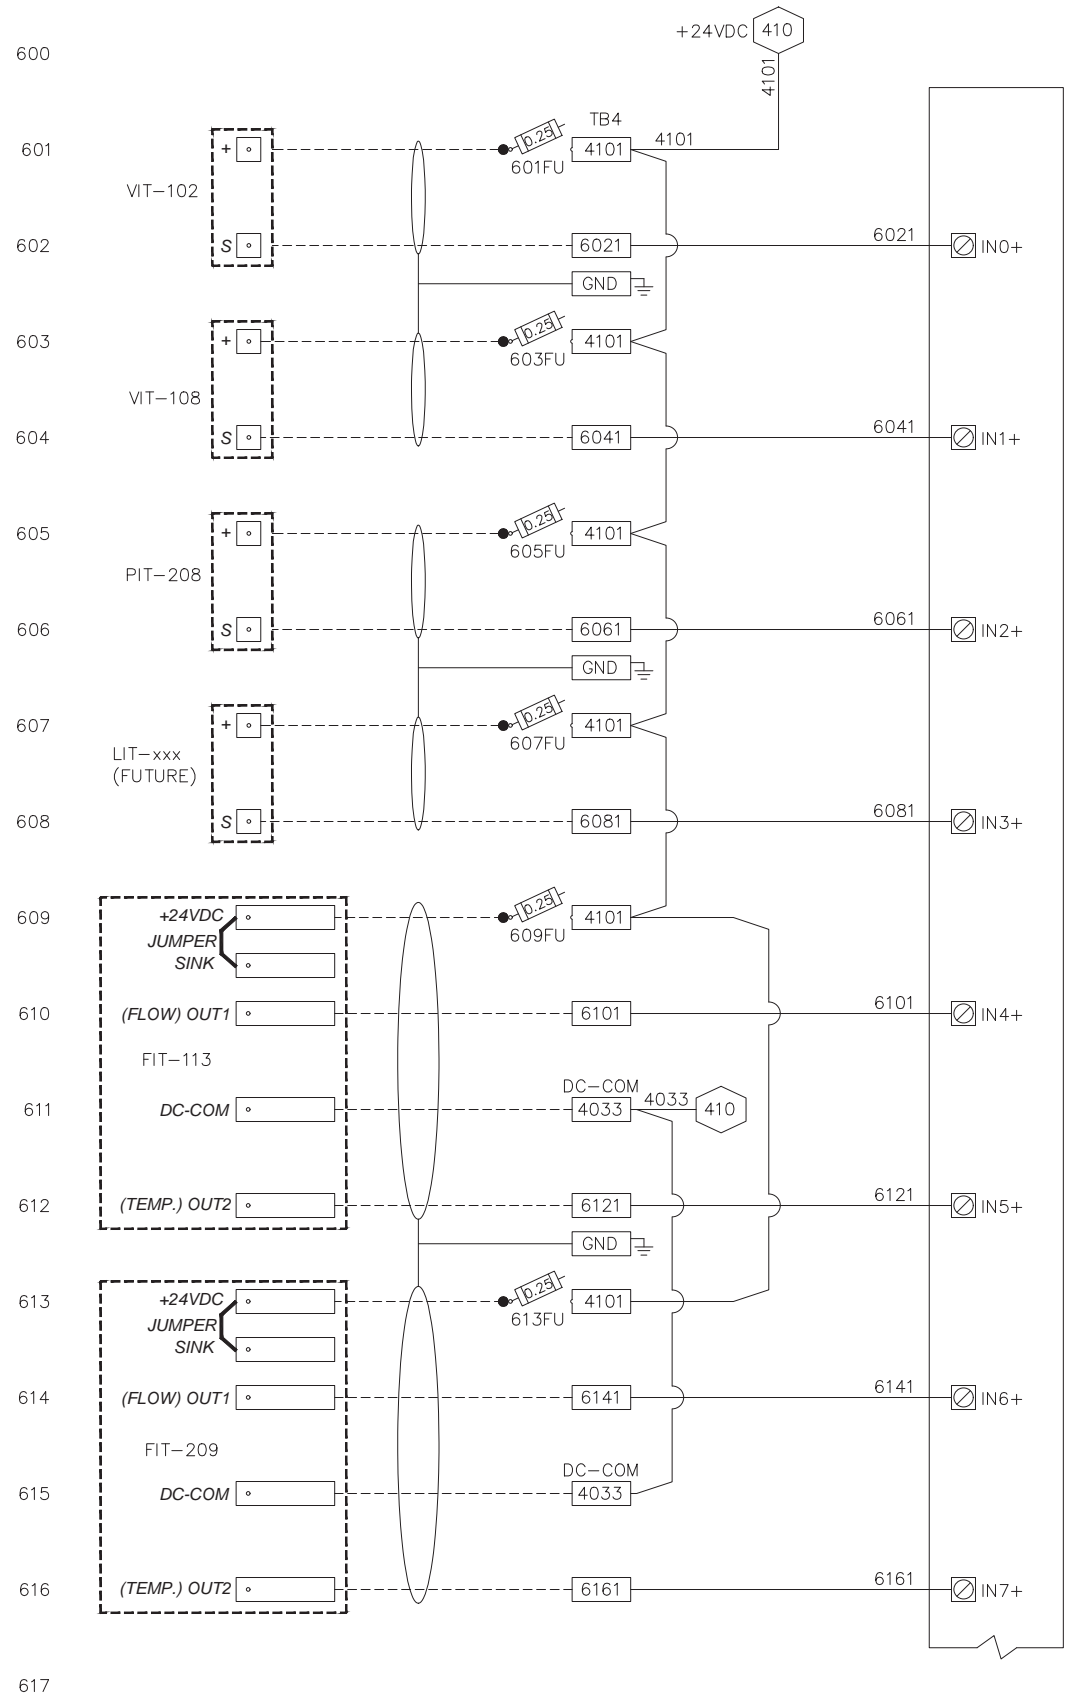 +24VDC 410
600
4101
TB4
601 + 0.25 4101 4101
601FU
VIT-102
602 S 6021 6021 IN0+
GND
603 + 0.25 4101
603FU
VIT-108
604 S 6041 6041 IN1+
605 + 0.25 4101
605FU
PIT-208
606 S 6061 6061 IN2+
GND
607 + 0.25 4101
607FU
LIT-xxx
(FUTURE)
608 S 6081 6081 IN3+
609 +24VDC 0.25 4101
609FU
JUMPER
SINK
610 (FLOW) OUT1 6101 6101 IN4+
FIT-113
DC-COM
611 DC-COM 4033 4033 410
612 (TEMP.) OUT2 6121 6121 IN5+
GND
613 +24VDC 0.25 4101
613FU
JUMPER
SINK
614 (FLOW) OUT1 6141 6141 IN6+
FIT-209
DC-COM
615 DC-COM 4033
616 (TEMP.) OUT2 6161 6161 IN7+
617